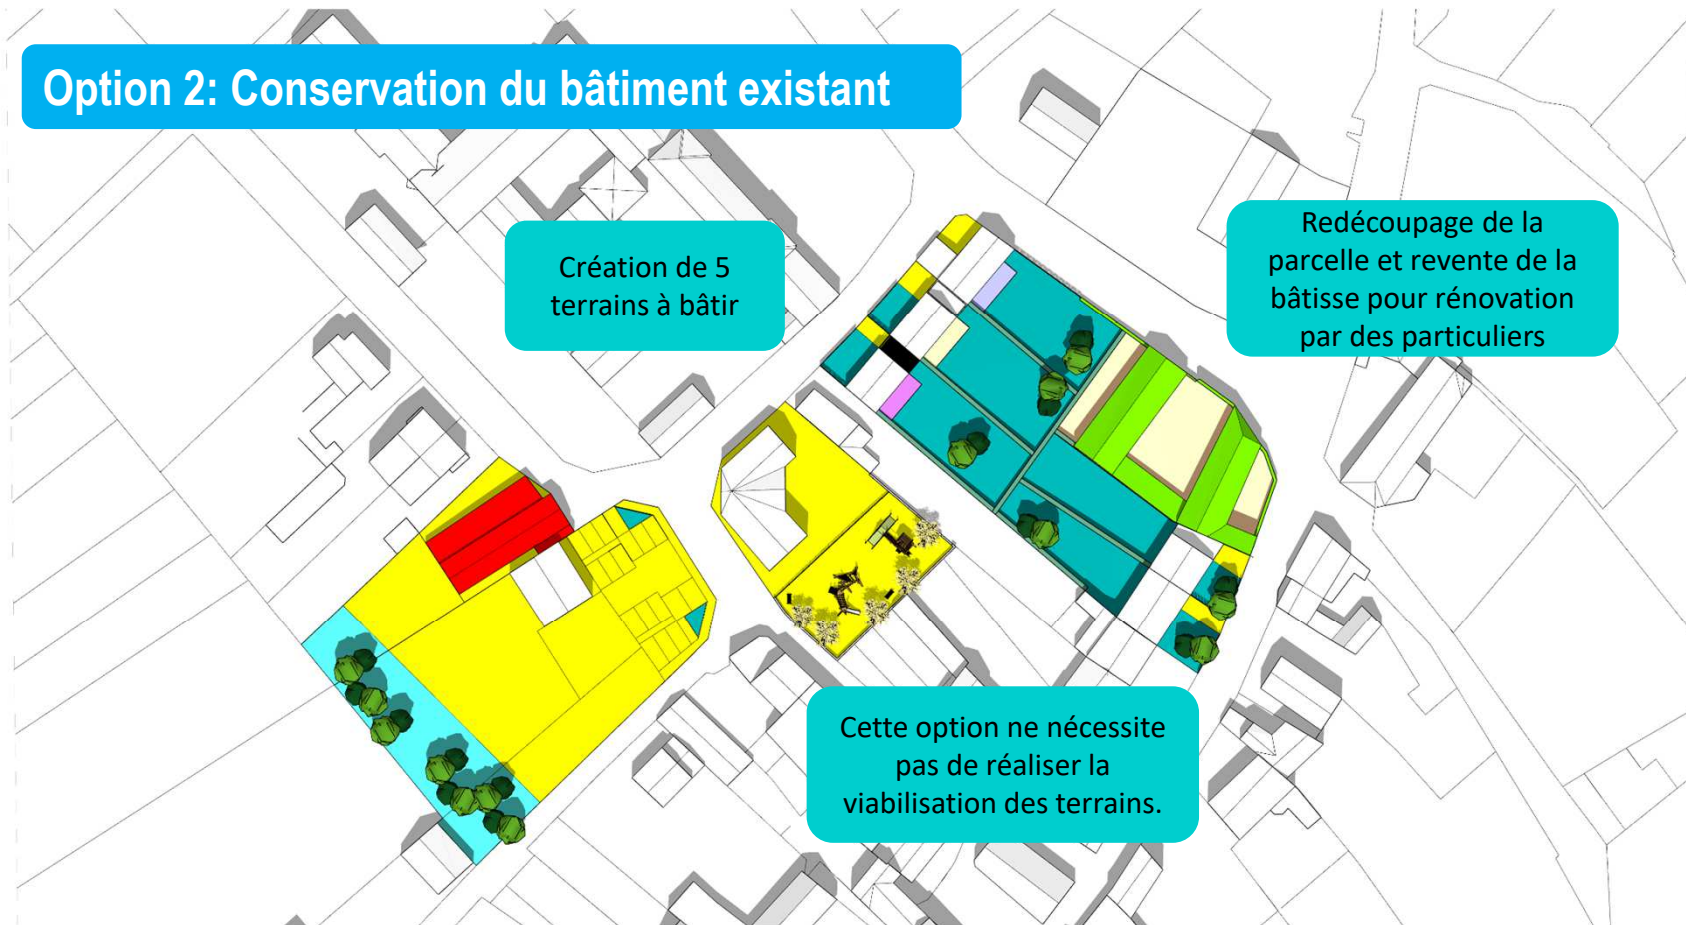 Option 2: Conservation du bâtiment existant
Création de 5
terrains à bâtir
Redécoupage de la
parcelle et revente de la
bâtisse pour rénovation
par des particuliers
Cette option ne nécessite
pas de réaliser la
viabilisation des terrains.